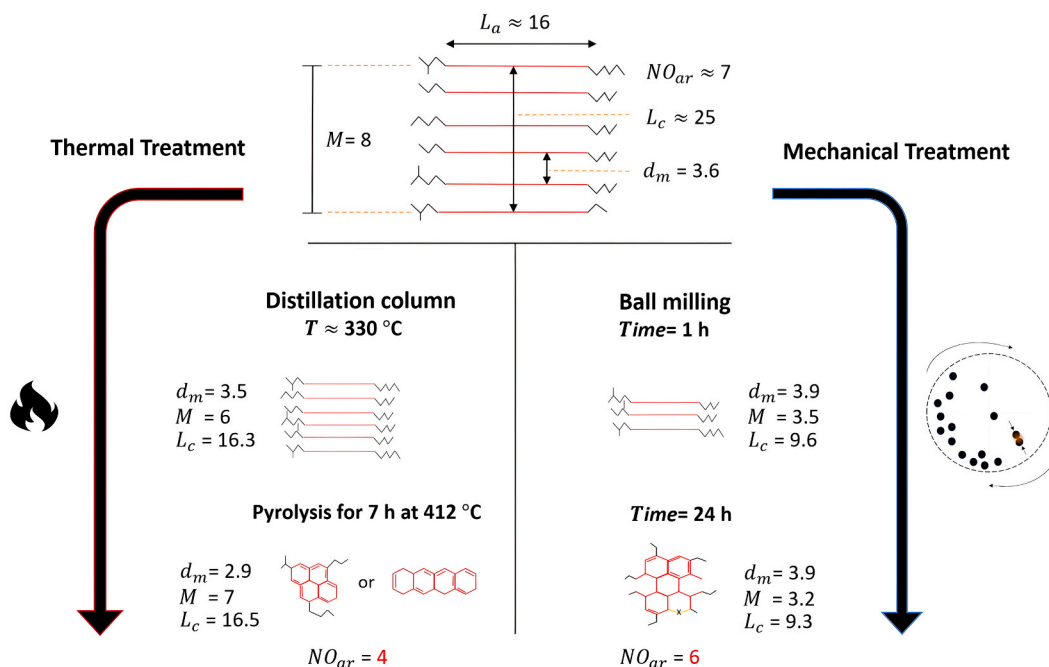 L_a ≈ 16
NO_ar ≈ 7
L_c ≈ 25
M = 8
d_m = 3.6
Thermal Treatment
Mechanical Treatment
Distillation column
T ≈ 330 °C
d_m = 3.5
M = 6
L_c = 16.3
Pyrolysis for 7 h at 412 °C
d_m = 2.9
M = 7
L_c = 16.5
or
NO_ar = 4
Ball milling
Time= 1 h
d_m = 3.9
M = 3.5
L_c = 9.6
Time= 24 h
X
d_m = 3.9
M = 3.2
L_c = 9.3
NO_ar = 6